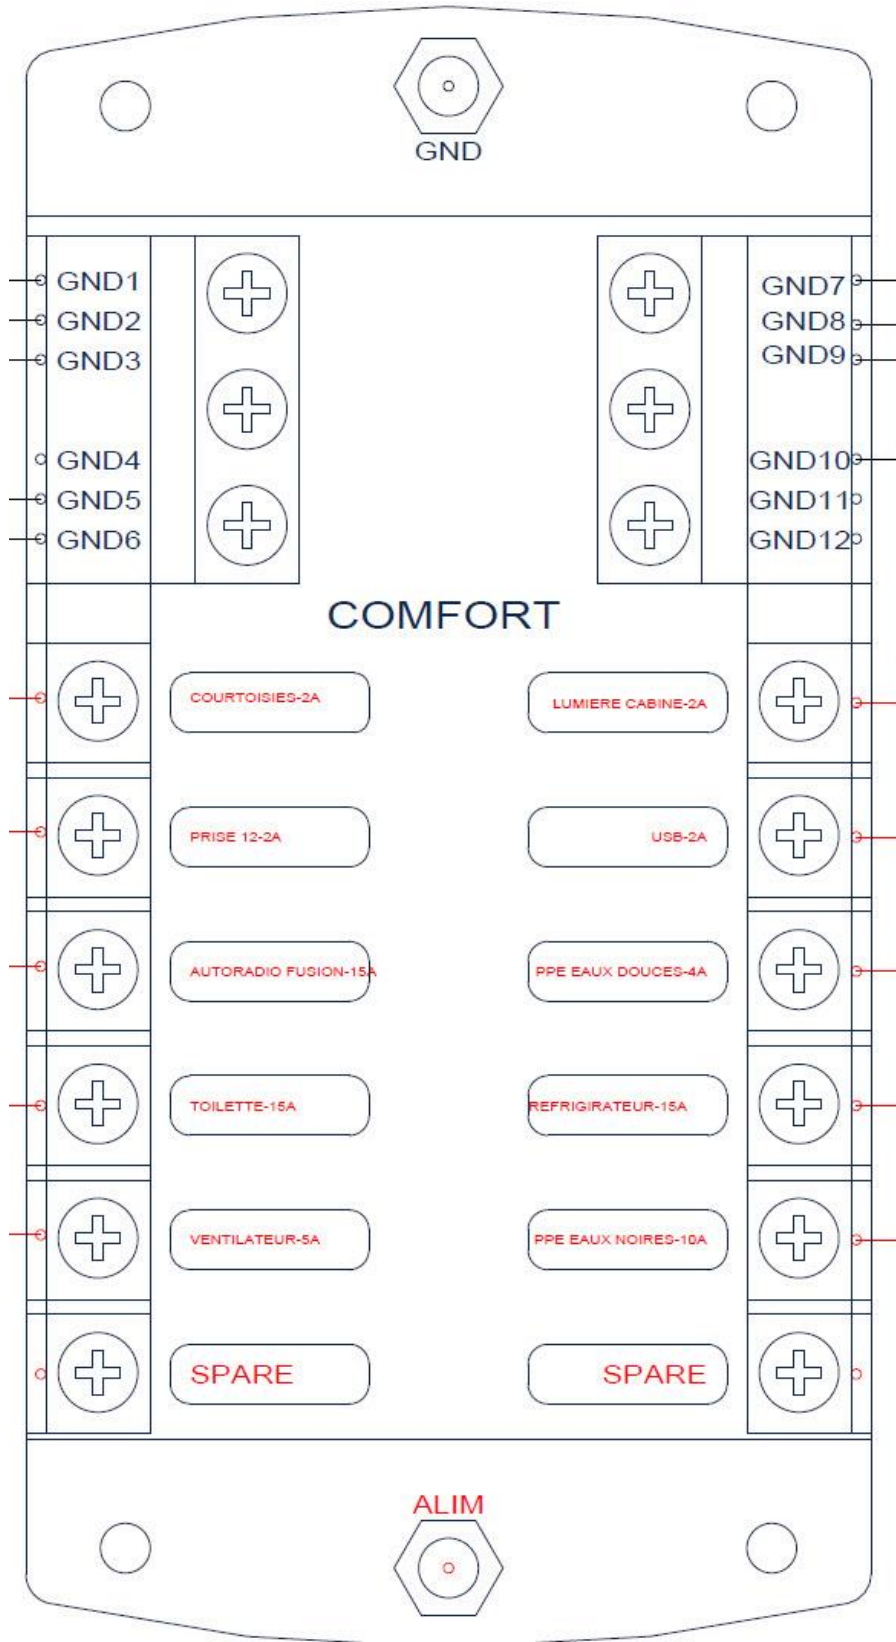 GND
GND1
GND7
GND2
GND8
GND3
GND9
GND4
GND10
GND5
GND11
GND6
GND12
COMFORT
COURTOISIES-2A
LUMIERE CABINE-2A
PRISE 12-2A
USB-2A
AUTORADIO FUSION-15A
PPE EAUX DOUCES-4A
TOILETTE-15A
REFRIGIRATEUR-15A
VENTILATEUR-5A
PPE EAUX NOIRES-10A
SPARE
SPARE
ALIM